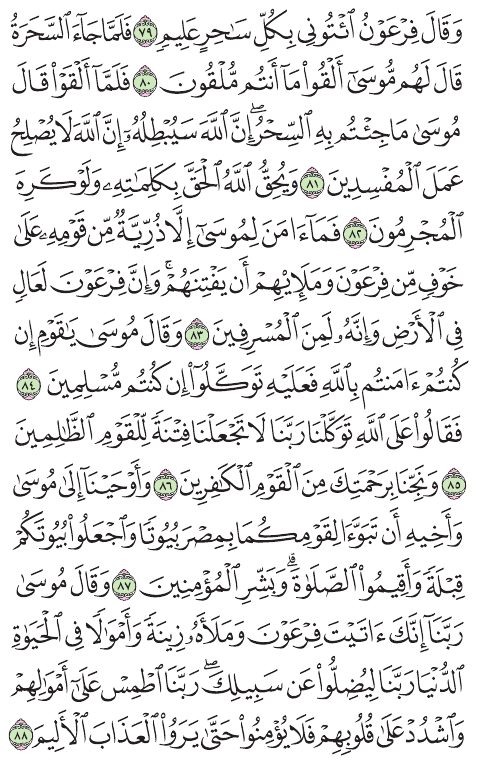 وَقَالَ فِرْعَوْنُ ٱئْتُونِى بِكُلِّ سَٰحِرٍ عَلِيمٍ ٧٩ فَلَمَّا جَآءَ ٱلسَّحَرَةُ
قَالَ لَهُم مُّوسَىٰٓ أَلْقُوا۟ مَآ أَنتُم مُّلْقُونَ ٨٠ فَلَمَّآ أَلْقَوْا۟ قَالَ
مُوسَىٰ مَا جِئْتُم بِهِ ٱلسِّحْرُ ۖ إِنَّ ٱللَّهَ سَيُبْطِلُهُۥٓ إِنَّ ٱللَّهَ لَا يُصْلِحُ
عَمَلَ ٱلْمُفْسِدِينَ ٨١ وَيُحِقُّ ٱللَّهُ ٱلْحَقَّ بِكَلِمَٰتِهِۦ وَلَوْ كَرِهَ
ٱلْمُجْرِمُونَ ٨٢ فَمَآ ءَامَنَ لِمُوسَىٰٓ إِلَّا ذُرِّيَّةٌ مِّن قَوْمِهِۦ عَلَىٰ
خَوْفٍ مِّن فِرْعَوْنَ وَمَلَإِي۟هِمْ أَن يَفْتِنَهُمْ ۚ وَإِنَّ فِرْعَوْنَ لَعَالٍ
فِى ٱلْأَرْضِ وَإِنَّهُۥ لَمِنَ ٱلْمُسْرِفِينَ ٨٣ وَقَالَ مُوسَىٰ يَٰقَوْمِ إِن
كُنتُمْ ءَامَنتُم بِٱللَّهِ فَعَلَيْهِ تَوَكَّلُوٓا۟ إِن كُنتُم مُّسْلِمِينَ ٨٤
فَقَالُوا۟ عَلَى ٱللَّهِ تَوَكَّلْنَا رَبَّنَا لَا تَجْعَلْنَا فِتْنَةً لِّلْقَوْمِ ٱلظَّٰلِمِينَ
٨٥ وَنَجِّنَا بِرَحْمَتِكَ مِنَ ٱلْقَوْمِ ٱلْكَٰفِرِينَ ٨٦ وَأَوْحَيْنَآ إِلَىٰ مُوسَىٰ
وَأَخِيهِ أَن تَبَوَّءَا لِقَوْمِكُمَا بِمِصْرَ بُيُوتًا وَٱجْعَلُوا۟ بُيُوتَكُمْ
قِبْلَةً وَأَقِيمُوا۟ ٱلصَّلَوٰةَ ۗ وَبَشِّرِ ٱلْمُؤْمِنِينَ ٨٧ وَقَالَ مُوسَىٰ
رَبَّنَآ إِنَّكَ ءَاتَيْتَ فِرْعَوْنَ وَمَلَأَهُۥ زِينَةً وَأَمْوَٰلًا فِى ٱلْحَيَوٰةِ
ٱلدُّنْيَا رَبَّنَا لِيُضِلُّوا۟ عَن سَبِيلِكَ ۖ رَبَّنَا ٱطْمِسْ عَلَىٰٓ أَمْوَٰلِهِمْ
وَٱشْدُدْ عَلَىٰ قُلُوبِهِمْ فَلَا يُؤْمِنُوا۟ حَتَّىٰ يَرَوُا۟ ٱلْعَذَابَ ٱلْأَلِيمَ ٨٨